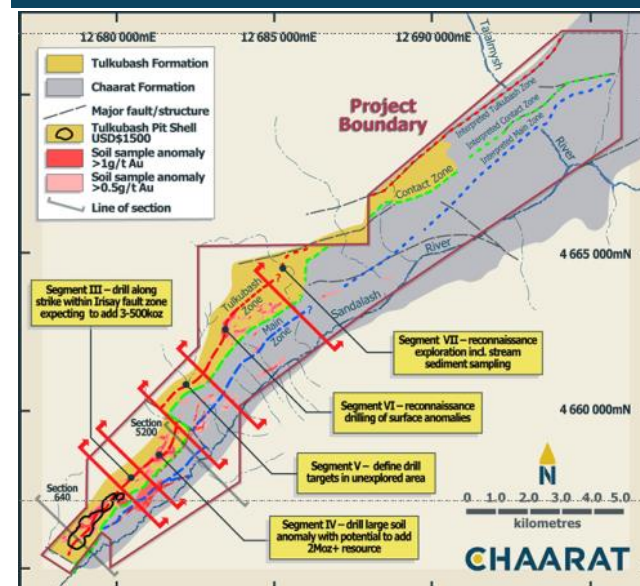 12 680 000mE
12 685 000mE
12 690 000mE
Tulkubash Formation
Chaarat Formation
Major fault/structure
Tulkubash Pit Shell
USD$1500
Soil sample anomaly
>1g/t Au
Soil sample anomaly
>0.5g/t Au
Line of section
Project
Boundary
Interpreted Tulkubash Zone
Interpreted Contact Zone
Interpreted Main Zone
Contact Zone
River
4 665 000mN
River
Sandalash
Tulkubash
Zone
Main
Zone
Segment III – drill along
strike within Irisay fault zone
expecting to add 3-500koz
Segment VII – reconnaissance
exploration incl. stream
sediment sampling
Segment VI – reconnaissance
drilling of surface anomalies
4 660 000mN
Section
5200
Section
640
Segment V – define drill
targets in unexplored area
Segment IV – drill large soil
anomaly with potential to add
2Moz+ resource
N
0 1.0 2.0 3.0 4.0 5.0
kilometres
CHAARAT